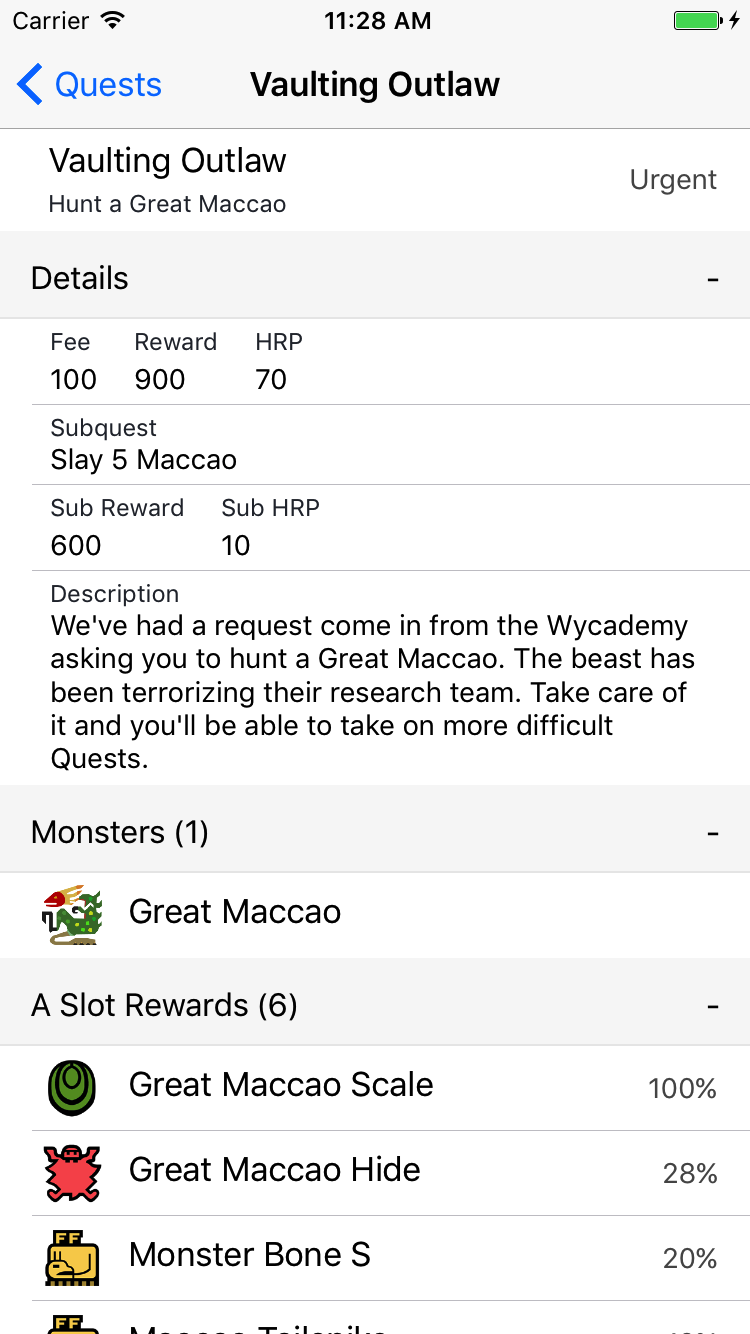 Carrier 11:28 AM
Quests Vaulting Outlaw
Vaulting Outlaw
Hunt a Great Maccao
Urgent
Details -
Fee Reward HRP
100 900 70
Subquest
Slay 5 Maccao
Sub Reward Sub HRP
600 10
Description
We've had a request come in from the Wycademy
asking you to hunt a Great Maccao. The beast has
been terrorizing their research team. Take care of
it and you'll be able to take on more difficult
Quests.
Monsters (1) -
Great Maccao
A Slot Rewards (6) -
Great Maccao Scale 100%
Great Maccao Hide 28%
Monster Bone S 20%